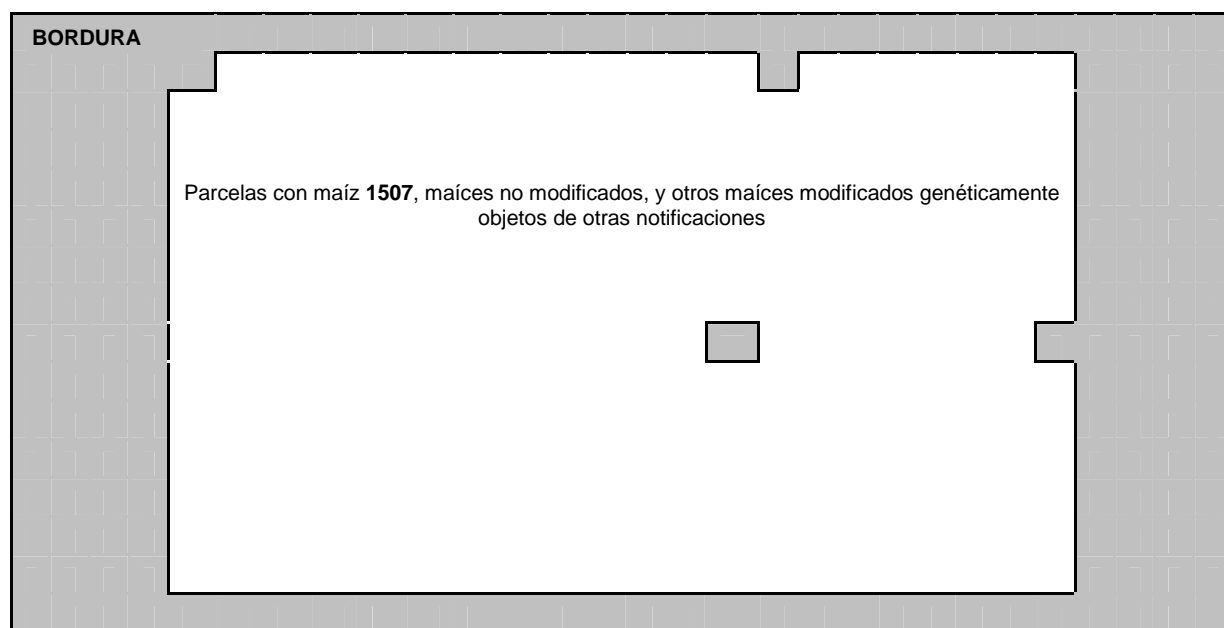 BORDURA
Parcelas con maíz 1507, maíces no modificados, y otros maíces modificados genéticamente
objetos de otras notificaciones